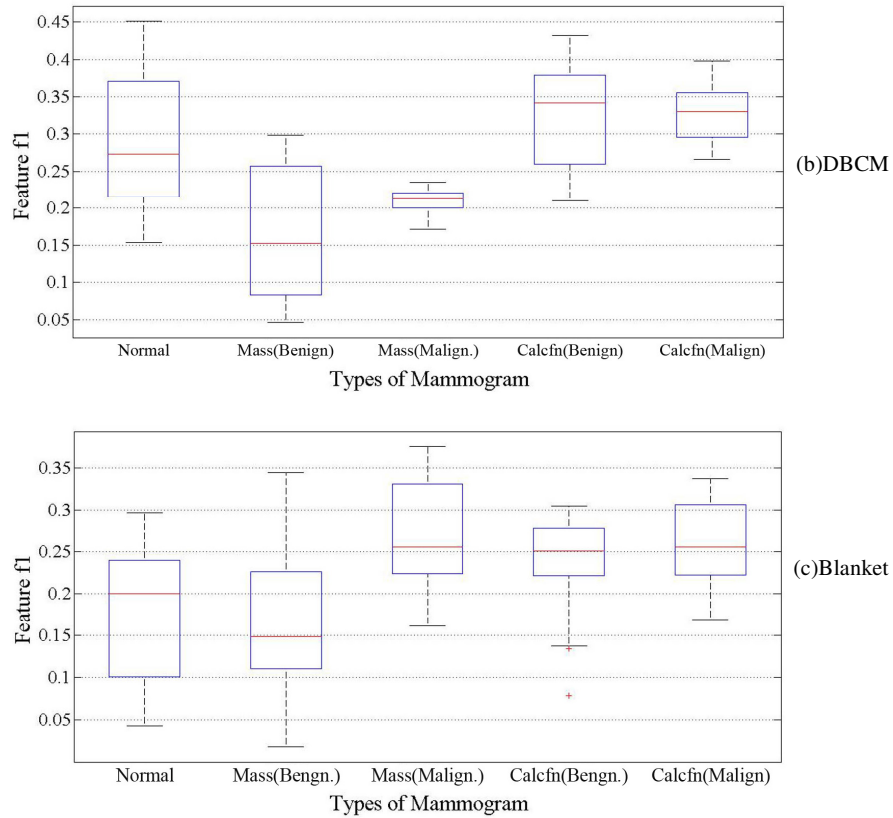 0.45
0.4
0.35
0.3
0.25
0.2
0.15
0.1
0.05
Feature f1
Normal Mass(Benign) Mass(Malign.) Calcfn(Benign) Calcfn(Malign)
Types of Mammogram
(b)DBCM
0.35
0.3
0.25
0.2
0.15
0.1
0.05
Feature f1
Normal Mass(Bengn.) Mass(Malign.) Calcfn(Bengn.) Calcfn(Malign)
Types of Mammogram
(c)Blanket